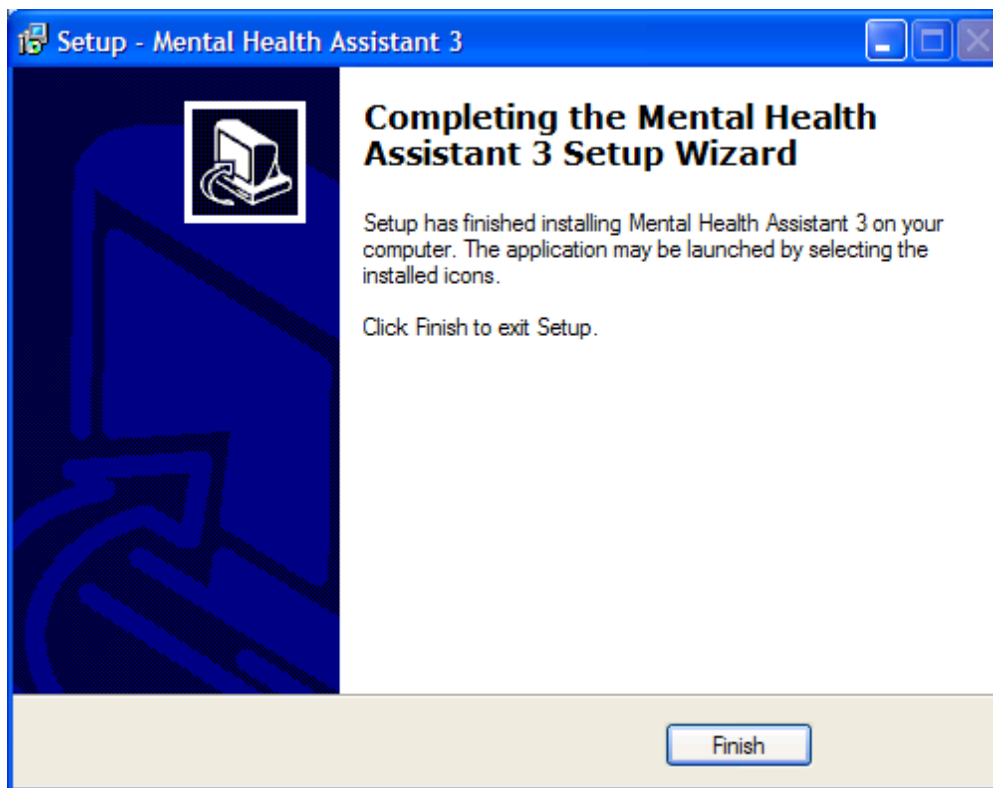 Setup - Mental Health Assistant 3
Completing the Mental Health
Assistant 3 Setup Wizard
Setup has finished installing Mental Health Assistant 3 on your
computer. The application may be launched by selecting the
installed icons.
Click Finish to exit Setup.
Finish